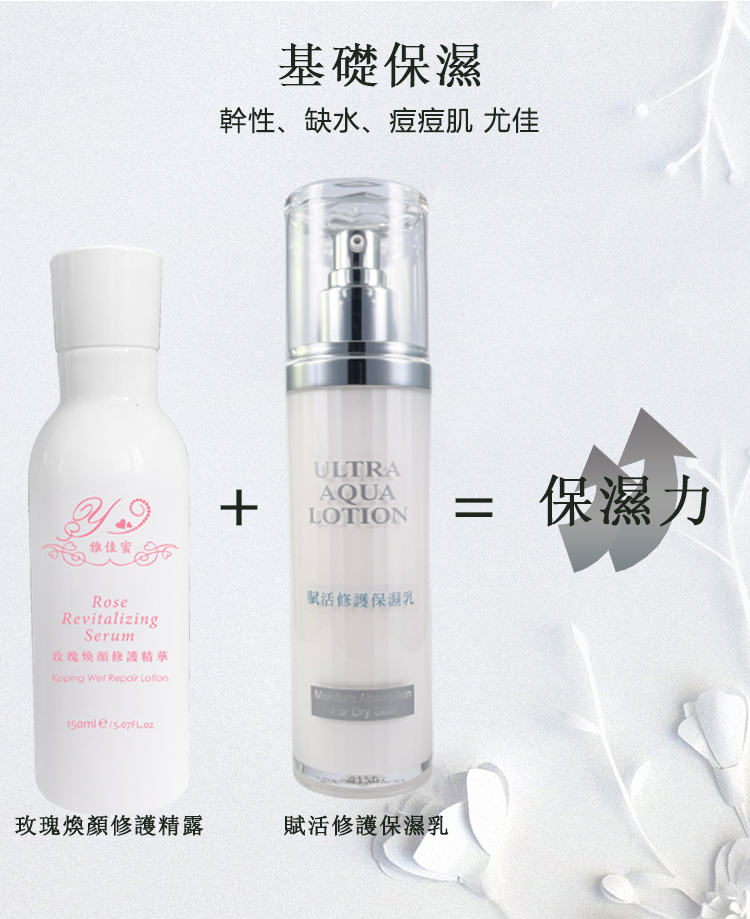 基礎保濕
幹性、缺水、痘痘肌 尤佳
雅佳蜜
Rose
Revitalizing
Serum
玫瑰煥顏修護精華
Kpping Wet Repair Lotion
150ml e/5.07FL.oz
ULTRA
AQUA
LOTION
賦活修護保濕乳
Moisture Absorption
For Dry Skin
+
=
保濕力
玫瑰煥顏修護精露
賦活修護保濕乳